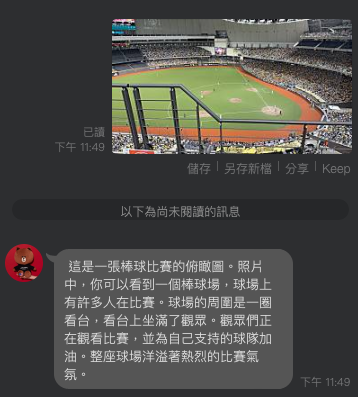 已讀
下午 11:49
儲存 | 另存新檔 | 分享 | Keep
以下為尚未閱讀的訊息
這是一張棒球比賽的俯瞰圖。照片
中，你可以看到一個棒球場，球場上
有許多人在比賽。球場的周圍是一圈
看台，看台上坐滿了觀眾。觀眾們正
在觀看比賽，並為自己支持的球隊加
油。整座球場洋溢著熱烈的比賽氣
氛。
下午 11:49